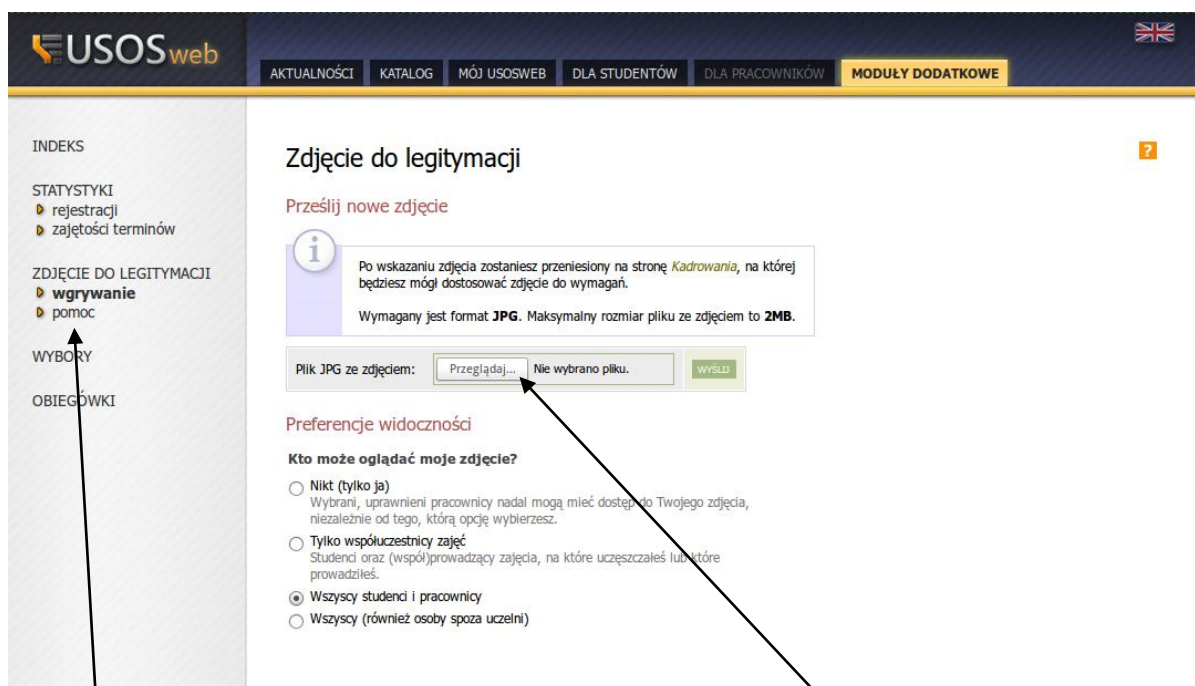 USOSweb
AKTUALNOŚCI KATALOG MÓJ USOSWEB DLA STUDENTÓW DLA PRACOWNIKÓW MODUŁY DODATKOWE
INDEKS
STATYSTYKI
rejestracji
zajętości terminów
ZDJĘCIE DO LEGITYMACJI
wgrywanie
pomoc
WYBORY
OBIEGÓWKI
Zdjęcie do legitymacji
?
Prześlij nowe zdjęcie
i
Po wskazaniu zdjęcia zostaniesz przeniesiony na stronę Kadrowania, na której
będziesz mógł dostosować zdjęcie do wymagań.
Wymagany jest format JPG. Maksymalny rozmiar pliku ze zdjęciem to 2MB.
Plik JPG ze zdjęciem: Przeglądaj... Nie wybrano pliku. WYŚLIJ
Preferencje widoczności
Kto może oglądać moje zdjęcie?
Nikt (tylko ja)
Wybrani, uprawnieni pracownicy nadal mogą mieć dostęp do Twojego zdjęcia,
niezależnie od tego, którą opcję wybierzesz.
Tylko współuczestnicy zajęć
Studenci oraz (współ)prowadzący zajęcia, na które uczęszczałeś lub które
prowadziłeś.
Wszyscy studenci i pracownicy
Wszyscy (również osoby spoza uczelni)